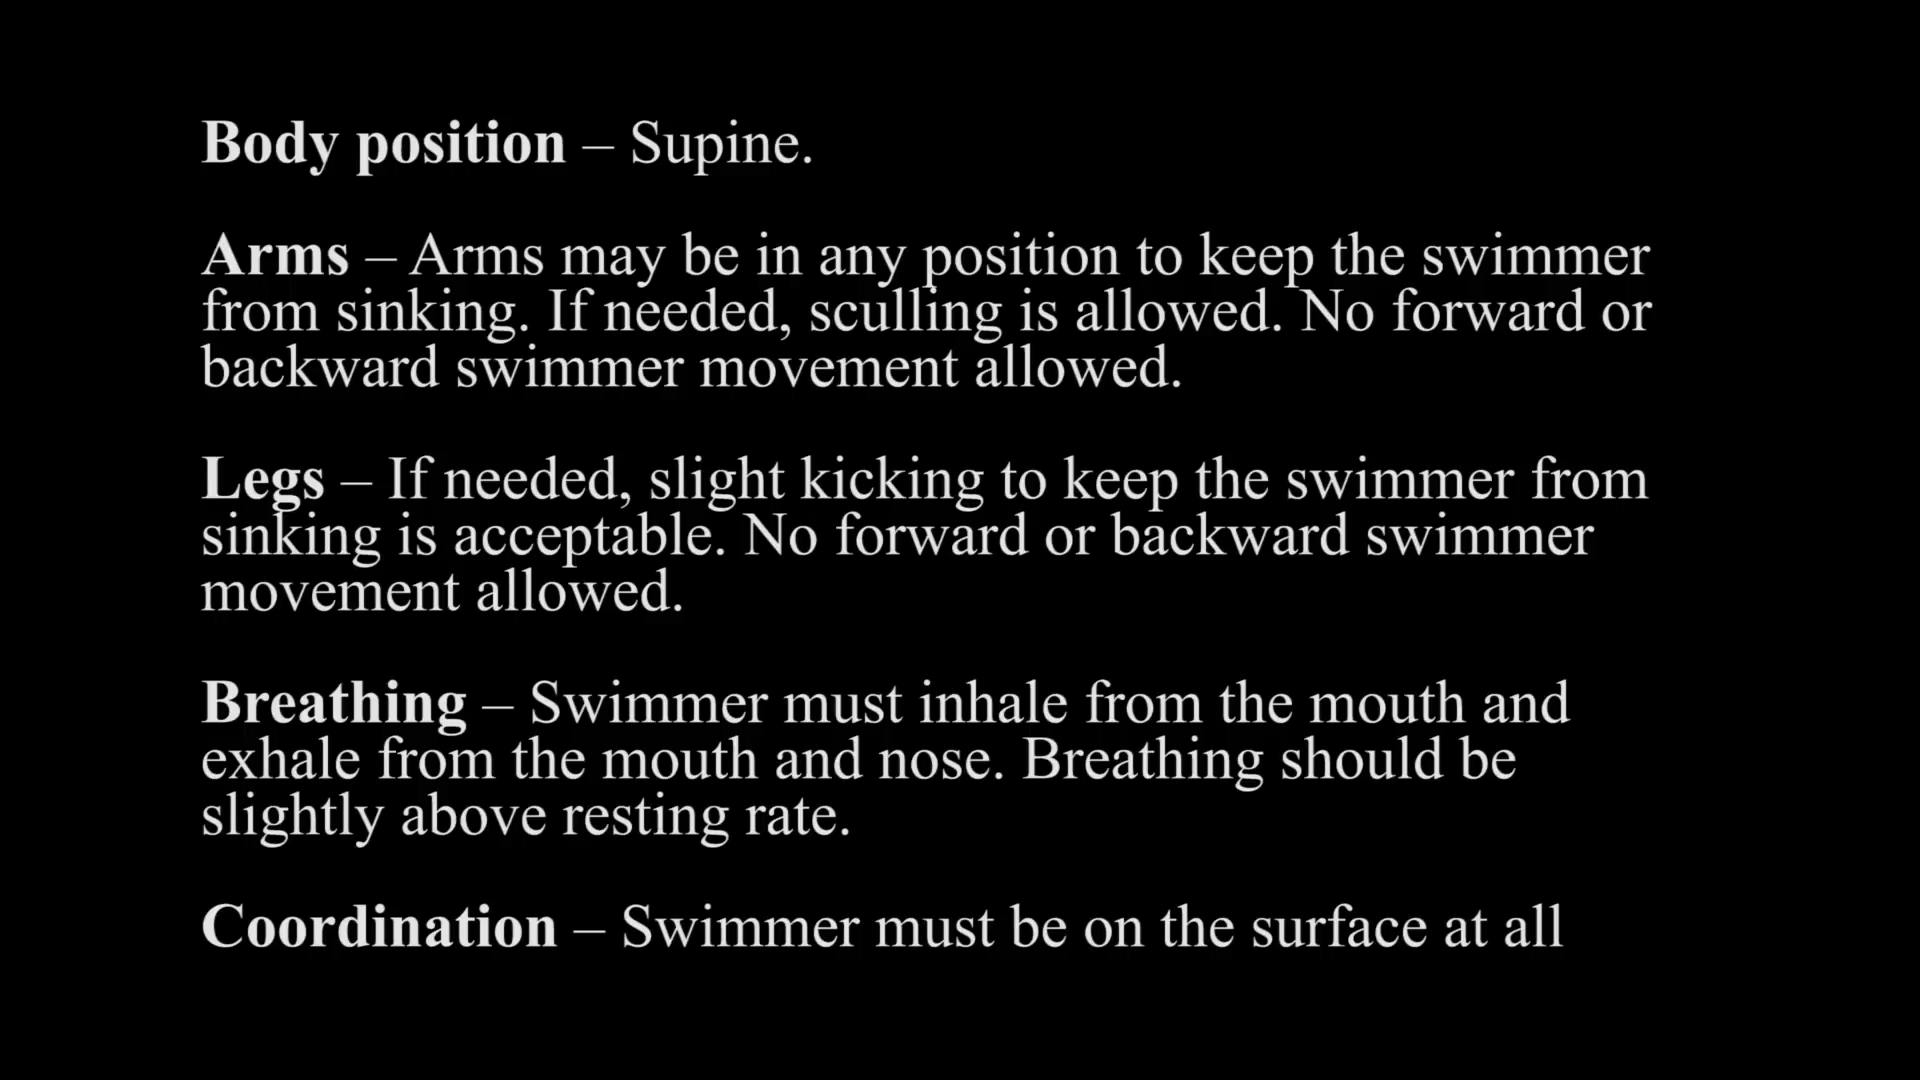 Body position – Supine.
Arms – Arms may be in any position to keep the swimmer
from sinking. If needed, sculling is allowed. No forward or
backward swimmer movement allowed.
Legs – If needed, slight kicking to keep the swimmer from
sinking is acceptable. No forward or backward swimmer
movement allowed.
Breathing – Swimmer must inhale from the mouth and
exhale from the mouth and nose. Breathing should be
slightly above resting rate.
Coordination – Swimmer must be on the surface at all